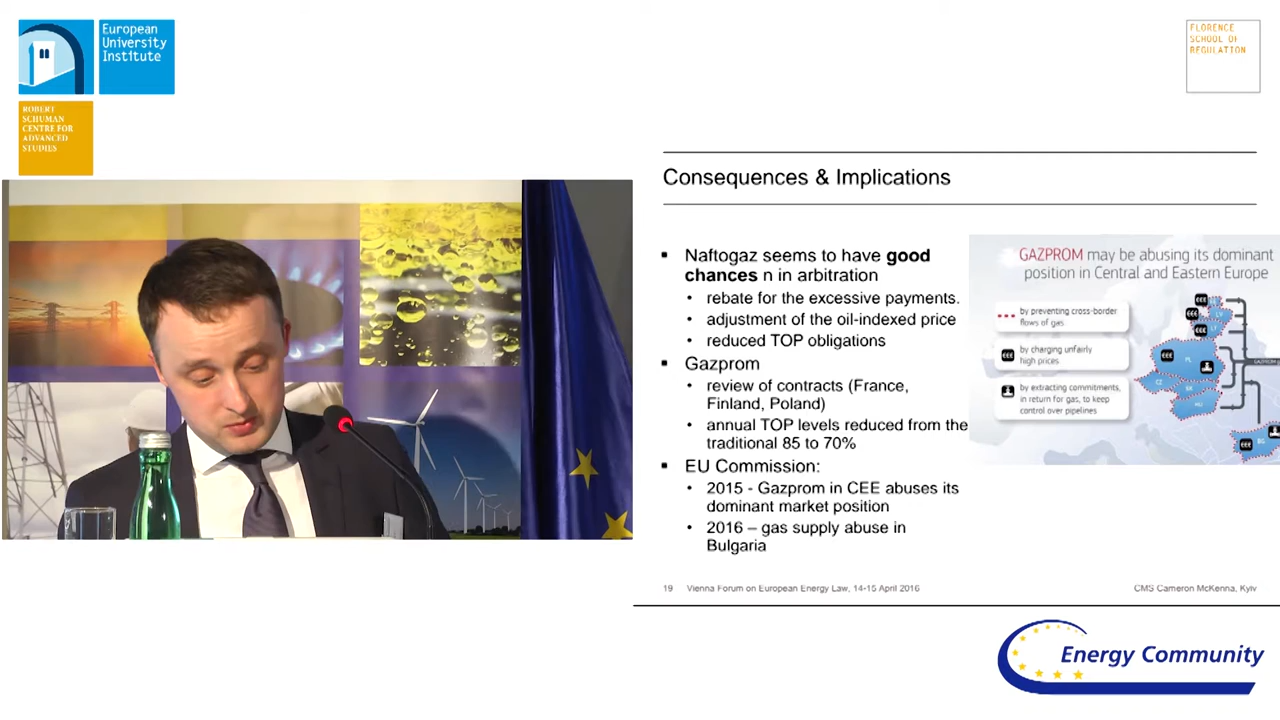 European
University
Institute
ROBERT
SCHUMAN
CENTRE FOR
ADVANCED
STUDIES
FLORENCE
SCHOOL OF
REGULATION
Consequences & Implications
▪ Naftogaz seems to have good
chances n in arbitration
• rebate for the excessive payments.
• adjustment of the oil-indexed price
• reduced TOP obligations
▪ Gazprom
• review of contracts (France,
Finland, Poland)
• annual TOP levels reduced from the
traditional 85 to 70%
▪ EU Commission:
• 2015 - Gazprom in CEE abuses its
dominant market position
• 2016 – gas supply abuse in
Bulgaria
GAZPROM may be abusing its dominant
position in Central and Eastern Europe
by preventing cross-border
flows of gas
by charging unfairly
high prices
by extracting commitments,
in return for gas, to keep
control over pipelines
PL
CZ
HU
BG
19 Vienna Forum on European Energy Law, 14-15 April 2016
CMS Cameron McKenna, Kyiv
Energy Community